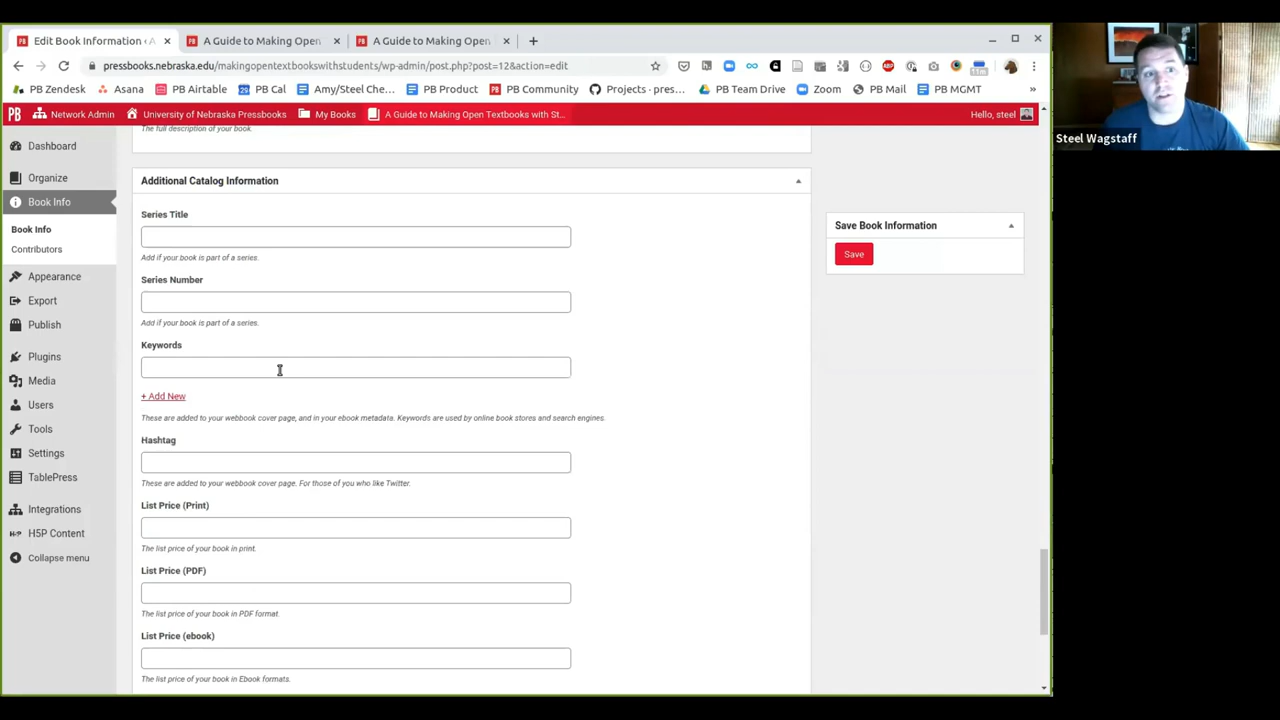 Edit Book Information ‹ A
A Guide to Making Open
A Guide to Making Open
pressbooks.nebraska.edu/makingopentextbookswithstudents/wp-admin/post.php?post=12&action=edit
PB Zendesk
Asana
PB Airtable
PB Cal
Amy/Steel Che...
PB Product
PB Community
Projects · pres...
PB Team Drive
Zoom
PB Mail
PB MGMT
»
ABP
11m
PB
Network Admin
University of Nebraska Pressbooks
My Books
A Guide to Making Open Textbooks with St...
Hello, steel
Steel Wagstaff
Dashboard
Organize
Book Info
Book Info
Contributors
Appearance
Export
Publish
Plugins
Media
Users
Tools
Settings
TablePress
Integrations
H-P H5P Content
Collapse menu
The full description of your book.
Additional Catalog Information
Series Title
Add if your book is part of a series.
Series Number
Add if your book is part of a series.
Keywords
+ Add New
These are added to your webbook cover page, and in your ebook metadata. Keywords are used by online book stores and search engines.
Hashtag
These are added to your webbook cover page. For those of you who like Twitter.
List Price (Print)
The list price of your book in print.
List Price (PDF)
The list price of your book in PDF format.
List Price (ebook)
The list price of your book in Ebook formats.
Save Book Information
Save